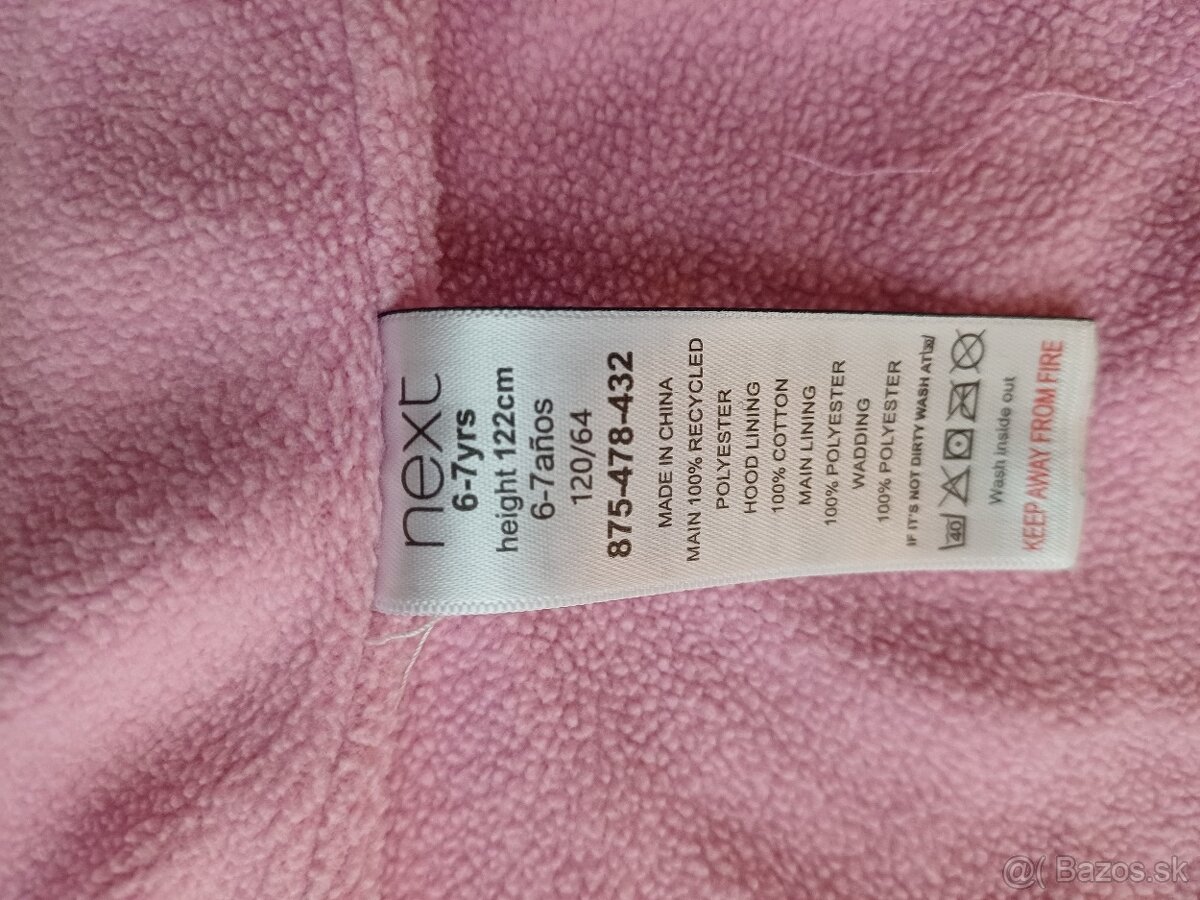 next
6-7yrs
height 122cm
6-7años
120/64
875-478-432
MADE IN CHINA
MAIN 100% RECYCLED
POLYESTER
HOOD LINING
100% COTTON
MAIN LINING
100% POLYESTER
WADDING
100% POLYESTER
IF IT'S NOT DIRTY WASH AT 30
40
Wash inside out
KEEP AWAY FROM FIRE
@( Bazos.sk